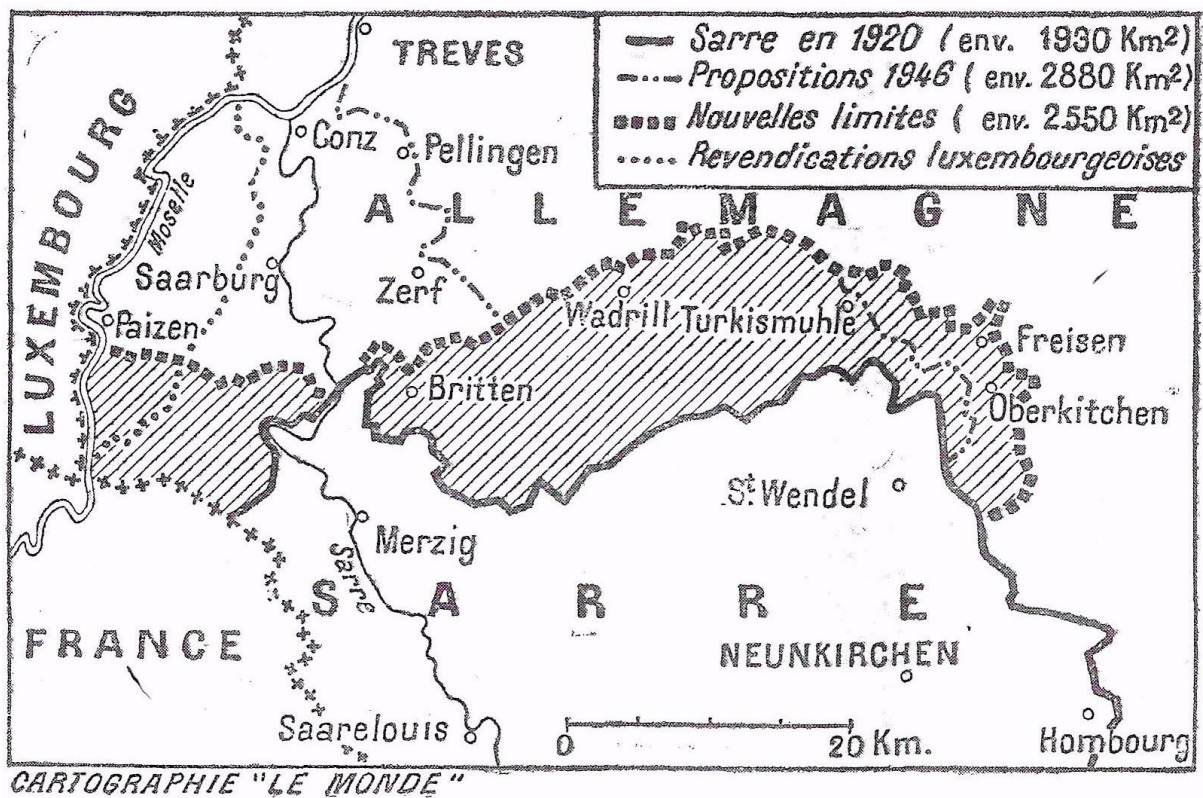 Sarre en 1920 (env. 1930 Km²)
Propositions 1946 (env. 2880 Km²)
Nouvelles limites ( env. 2.550 Km²)
Revendications luxembourgeoises
TREVES
Conz
Pellingen
LUXEMBOURG
Moselle
ALLEMAGNE
Saarburg
Zerf
Wadrill
Turkismuhle
Paizen
Freisen
Britten
Oberkitchen
St Wendel
Merzig
Sarre
SARRE
FRANCE
NEUNKIRCHEN
Saarelouis
0 20 Km.
Hombourg
CARTOGRAPHIE "LE MONDE"